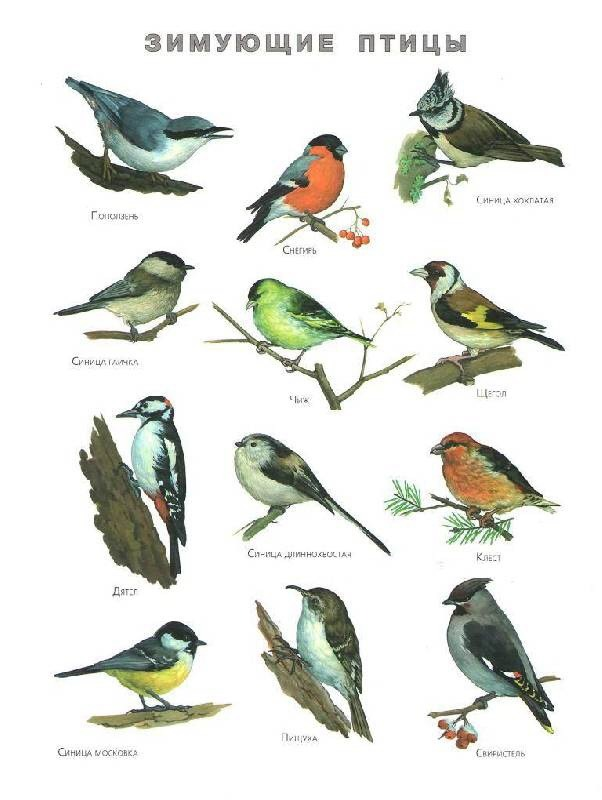 ЗИМУЮЩИЕ ПТИЦЫ
Поползень
Снегирь
Синица хохлатая
Синица гаичка
Чиж
Щегол
Дятел
Синица длиннохвостая
Клест
Синица московка
Пищуха
Свиристель